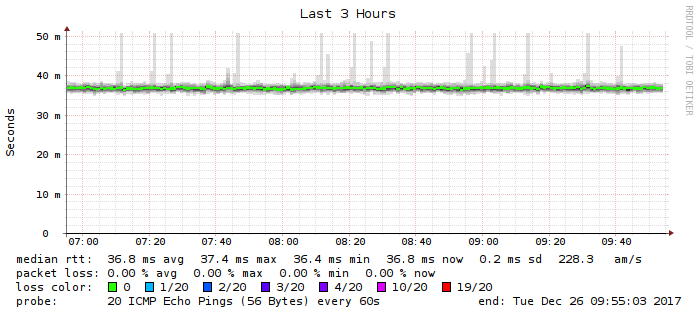 Last 3 Hours
RRDTOOL / TOBI OETIKER
Seconds
50 m
40 m
30 m
20 m
10 m
0
07:00 07:20 07:40 08:00 08:20 08:40 09:00 09:20 09:40
median rtt: 36.8 ms avg 37.4 ms max 36.4 ms min 36.8 ms now 0.2 ms sd 228.3 am/s
packet loss: 0.00 % avg 0.00 % max 0.00 % min 0.00 % now
loss color: 0 1/20 2/20 3/20 4/20 10/20 19/20
probe: 20 ICMP Echo Pings (56 Bytes) every 60s end: Tue Dec 26 09:55:03 2017